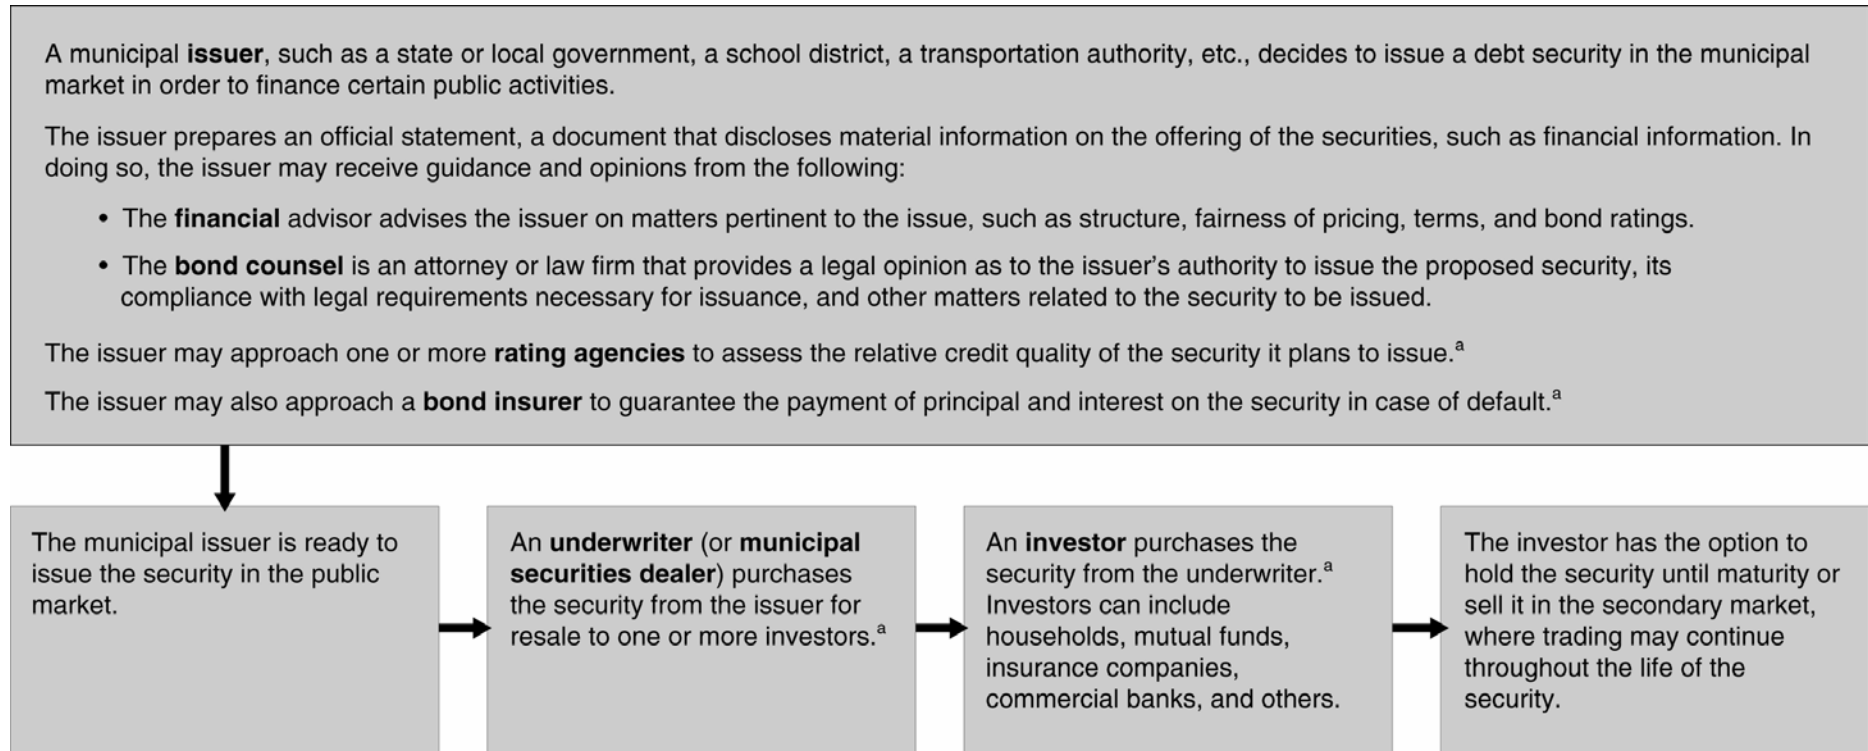 A municipal issuer, such as a state or local government, a school district, a transportation authority, etc., decides to issue a debt security in the municipal
market in order to finance certain public activities.
The issuer prepares an official statement, a document that discloses material information on the offering of the securities, such as financial information. In
doing so, the issuer may receive guidance and opinions from the following:
• The financial advisor advises the issuer on matters pertinent to the issue, such as structure, fairness of pricing, terms, and bond ratings.
• The bond counsel is an attorney or law firm that provides a legal opinion as to the issuer’s authority to issue the proposed security, its
compliance with legal requirements necessary for issuance, and other matters related to the security to be issued.
The issuer may approach one or more rating agencies to assess the relative credit quality of the security it plans to issue.a
The issuer may also approach a bond insurer to guarantee the payment of principal and interest on the security in case of default.a
The municipal issuer is ready to
issue the security in the public
market.
An underwriter (or municipal
securities dealer) purchases
the security from the issuer for
resale to one or more investors.a
An investor purchases the
security from the underwriter.a
Investors can include
households, mutual funds,
insurance companies,
commercial banks, and others.
The investor has the option to
hold the security until maturity or
sell it in the secondary market,
where trading may continue
throughout the life of the
security.